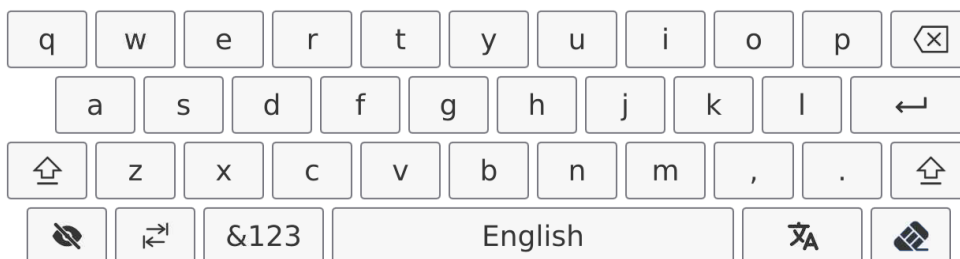 q w e r t y u i o p
a s d f g h j k l
z x c v b n m , .
&123 English